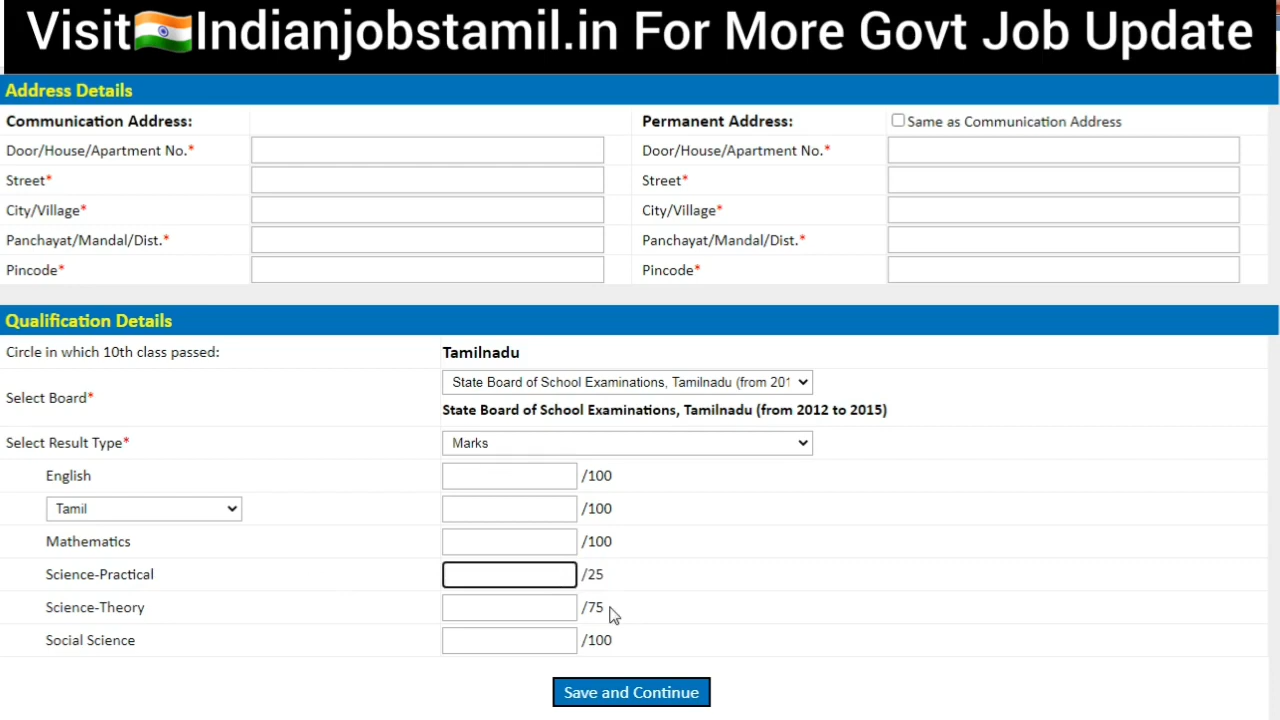 Visit🇮🇳Indianjobstamil.in For More Govt Job Update
Address Details
Communication Address:
Permanent Address:
Same as Communication Address
Door/House/Apartment No.*
Door/House/Apartment No.*
Street*
Street*
City/Village*
City/Village*
Panchayat/Mandal/Dist.*
Panchayat/Mandal/Dist.*
Pincode*
Pincode*
Qualification Details
Circle in which 10th class passed:
Tamilnadu
Select Board*
State Board of School Examinations, Tamilnadu (from 201
State Board of School Examinations, Tamilnadu (from 2012 to 2015)
Select Result Type*
Marks
English
/100
Tamil
/100
Mathematics
/100
Science-Practical
/25
Science-Theory
/75
Social Science
/100
Save and Continue